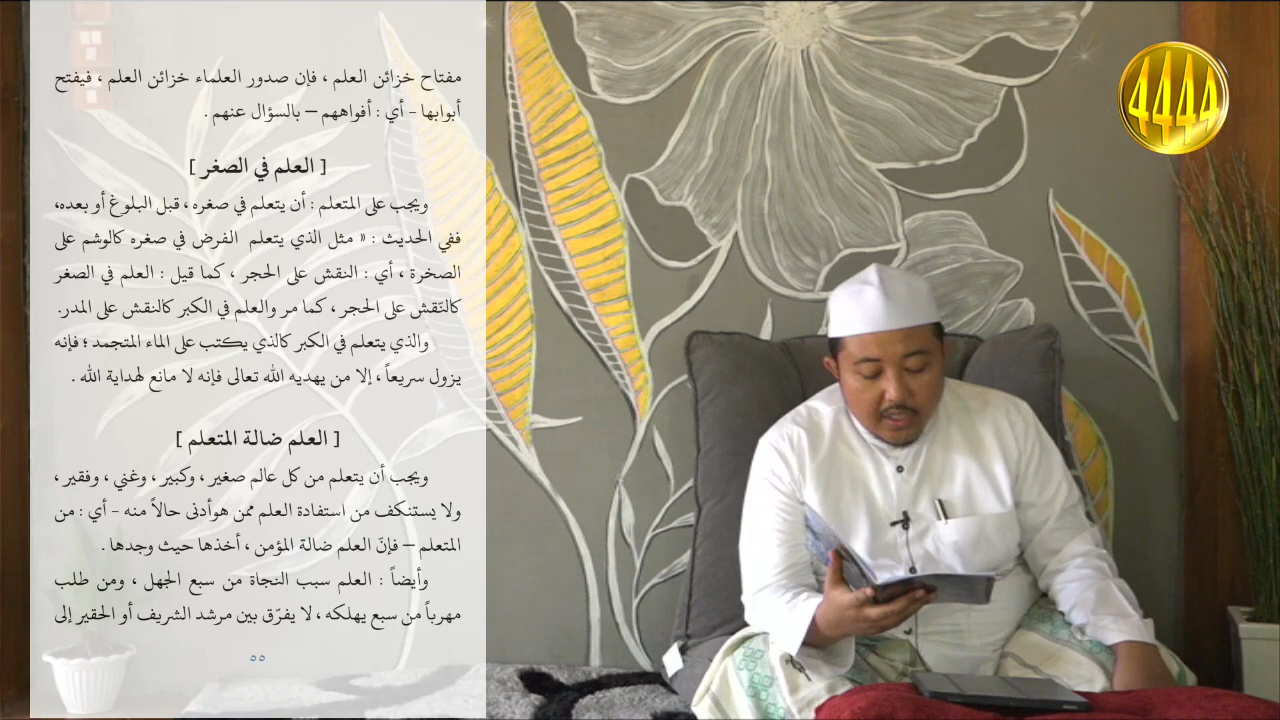 مفتاح خزائن العلم ، فإن صدور العلماء خزائن العلم ، فيفتح
أبوابها - أي : أفواههم – بالسؤال عنهم .
[ العلم في الصغر ]
ويجب على المتعلم : أن يتعلم في صغره ، قبل البلوغ أو بعده،
ففي الحديث : « مثل الذي يتعلم الفرض في صغره كالوشم على
الصخرة ، أي : النقش على الحجر ، كما قيل : العلم في الصغر
كالنّقش على الحجر ، كما مر والعلم في الكبر كالنقش على المدر.
والذي يتعلم في الكبر كالذي يكتب على الماء المتجمد ؛ فإنه
يزول سريعاً ، إلا من يهديه الله تعالى فإنه لا مانع لهداية الله .
[ العلم ضالة المتعلم ]
ويجب أن يتعلم من كل عالم صغير ، وكبير ، وغني ، وفقير ،
ولا يستنكف من استفادة العلم ممن هوأدنى حالاً منه - أي : من
المتعلم – فإنّ العلم ضالة المؤمن ، أخذها حيث وجدها .
وأيضاً : العلم سبب النجاة من سبع الجهل ، ومن طلب
مهرباً من سبع يهلكه ، لا يفرّق بين مرشد الشريف أو الحقير إلى
٥٥
4444